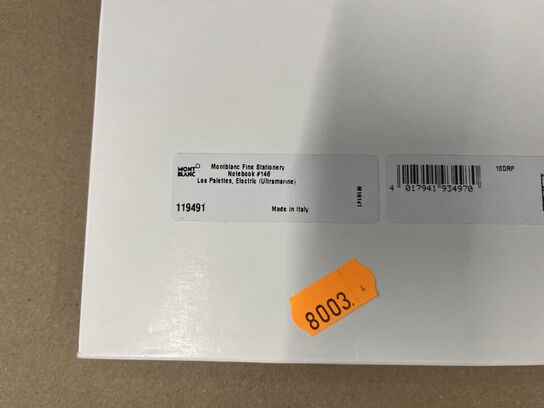 MONT
BLANC
Montblanc Fine Stationery
Notebook #146
Les Palettes, Electric (Ultramarine)
119491
Made in Italy
M18141
4 017941 934970
10DRP
8003.